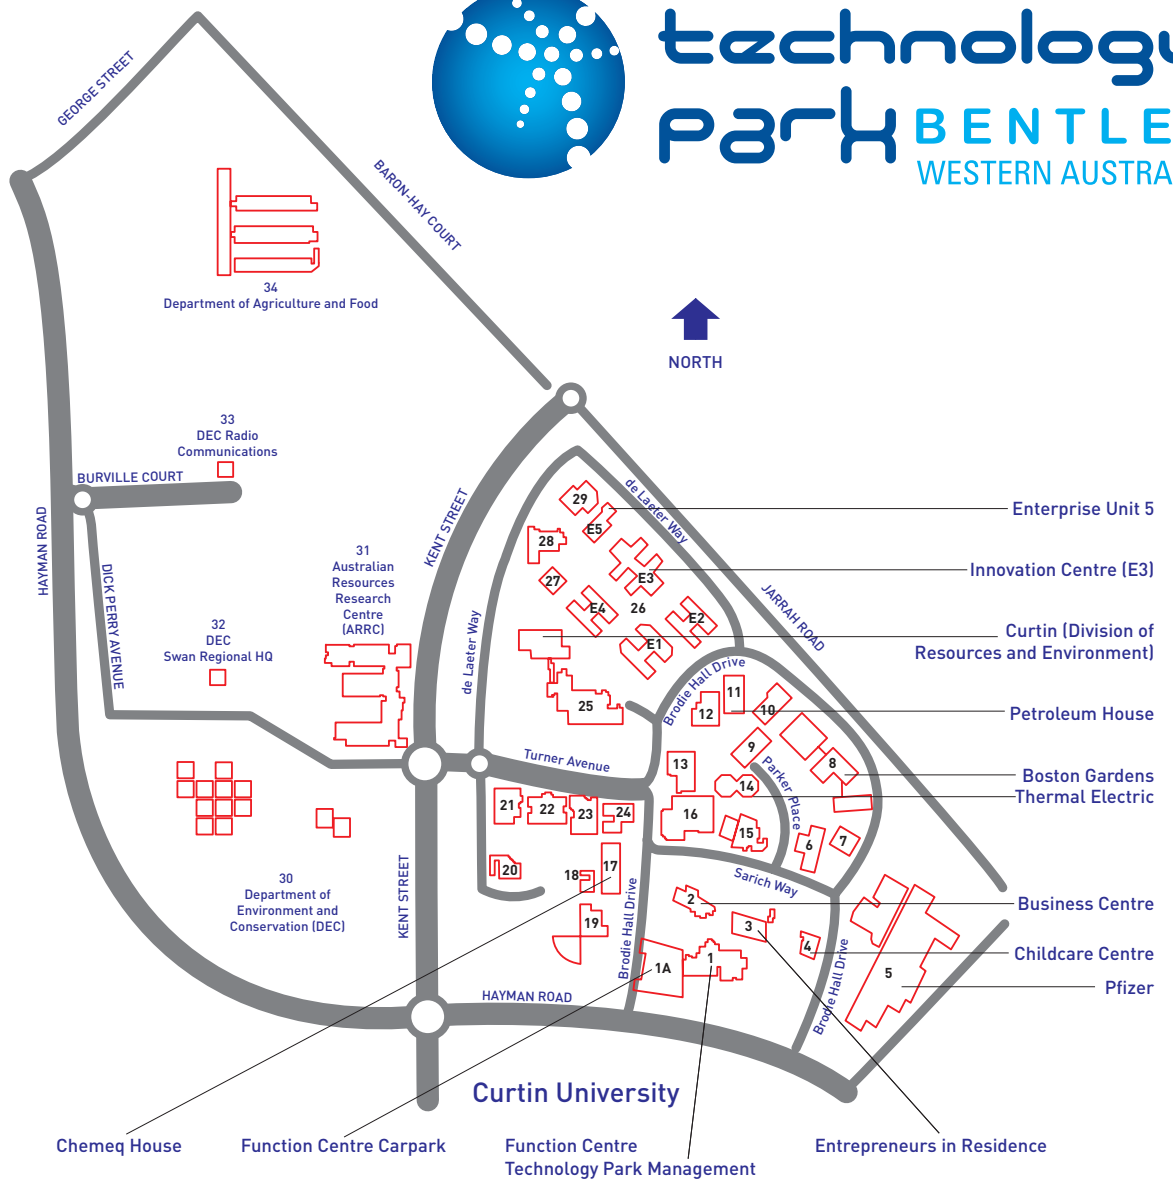 technology
park BENTLE
WESTERN AUSTRA
GEORGE STREET
BARON-HAY COURT
34
Department of Agriculture and Food
NORTH
33
DEC Radio
Communications
BURVILLE COURT
HAYMAN ROAD
DICK PERRY AVENUE
KENT STREET
31
Australian
Resources
Research
Centre
(ARRC)
32
DEC
Swan Regional HQ
de Laeter Way
de Laeter Way
JARRAH ROAD
29
E5
28
27
E3
E4
26
E2
E1
25
Enterprise Unit 5
Innovation Centre (E3)
Curtin (Division of
Resources and Environment)
Petroleum House
Boston Gardens
Thermal Electric
Brodie Hall Drive
11
12
10
9
8
13
14
Parker Place
16
15
6
7
Turner Avenue
21
22
23
24
20
18
17
19
Sarich Way
2
3
4
5
1A
1
Brodie Hall Drive
Brodie Hall Drive
Business Centre
Childcare Centre
Pfizer
30
Department of
Environment and
Conservation (DEC)
KENT STREET
HAYMAN ROAD
Curtin University
Chemeq House
Function Centre Carpark
Function Centre
Technology Park Management
Entrepreneurs in Residence